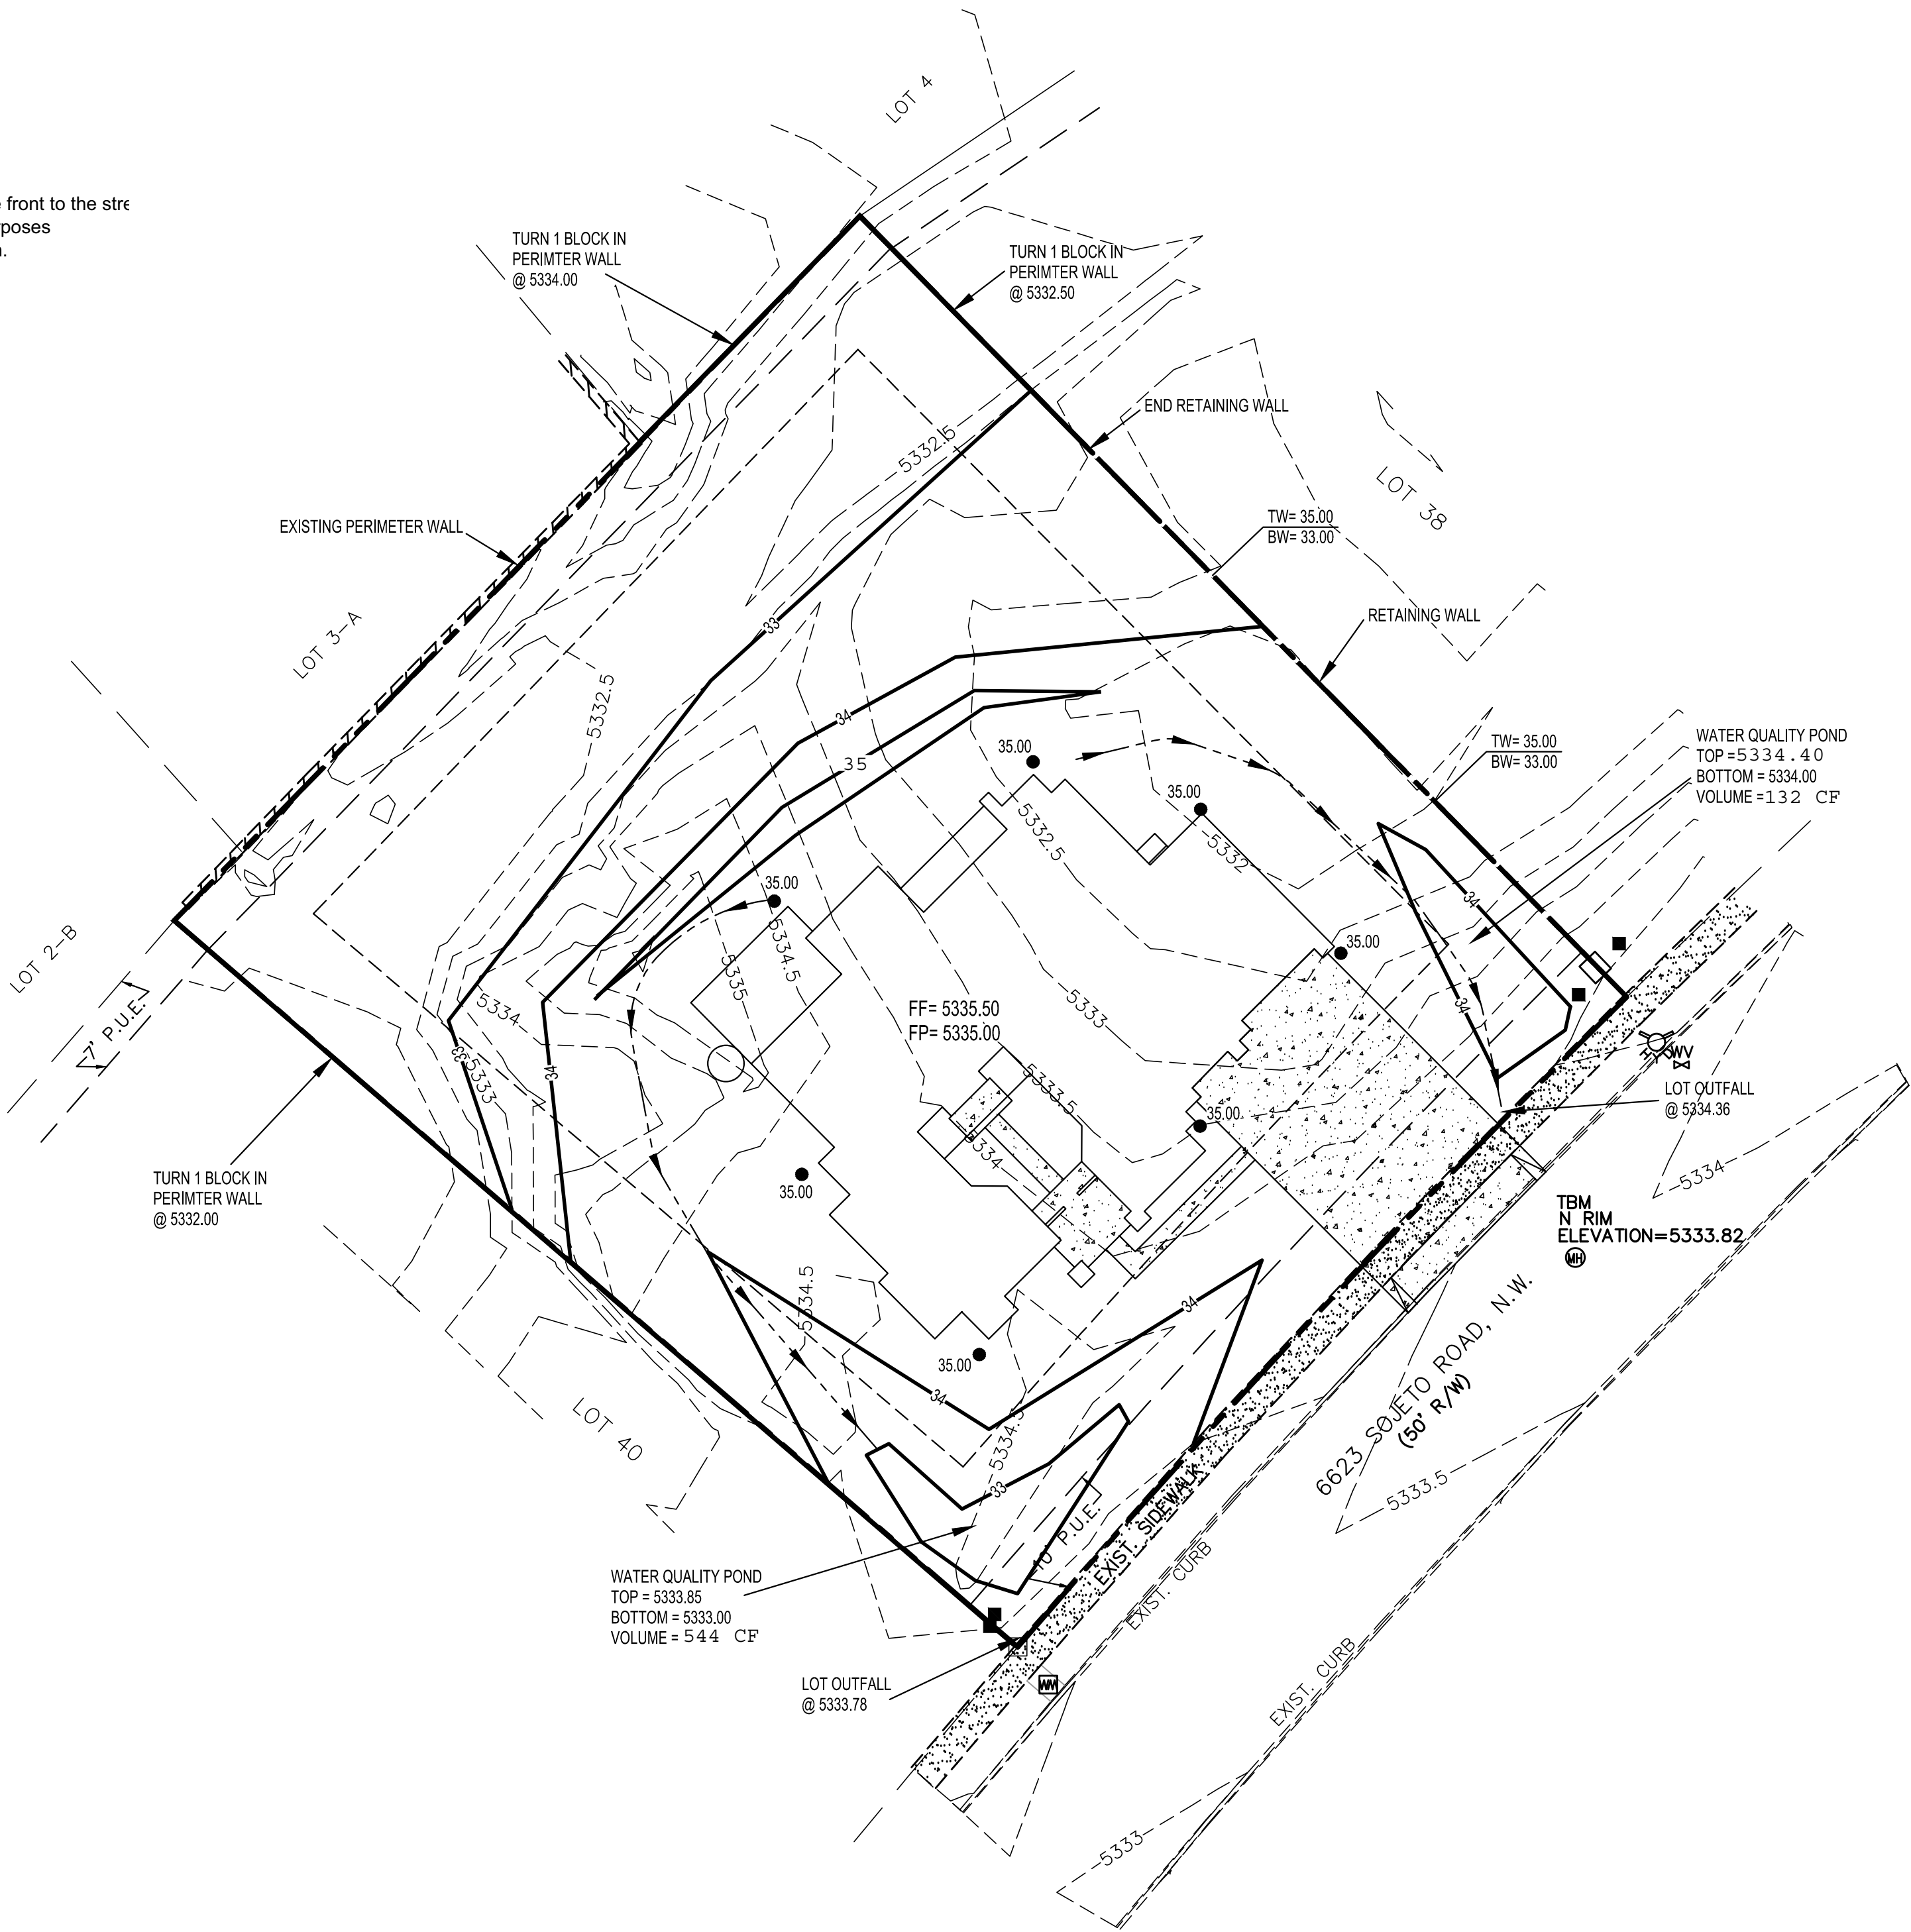 LOT 4
front to the stre
poses
TURN 1 BLOCK IN
PERIMTER WALL
@ 5334.00
TURN 1 BLOCK IN
PERIMTER WALL
@ 5332.50
END RETAINING WALL
5332.5
LOT 38
EXISTING PERIMETER WALL
TW= 35.00
BW= 33.00
LOT 3-A
33
RETAINING WALL
5332.5
34
35
35.00
35.00
TW= 35.00
BW= 33.00
WATER QUALITY POND
TOP =5334.40
BOTTOM = 5334.00
VOLUME =132 CF
5332.5
5332
35.00
34
LOT 2-B
5334.5
35.00
5335
5334
FF= 5335.50
FP= 5335.00
5333
34
7' P.U.E.
33
5333
34
5333.5
WV
HYD
LOT OUTFALL
@ 5334.36
35.00
5334
5334
TURN 1 BLOCK IN
PERIMTER WALL
@ 5332.00
35.00
TBM
N RIM
ELEVATION=5333.82
MH
5334.5
34
35.00
34
6623 SOJETO ROAD, N.W.
(50' R/W)
LOT 40
5334.5
33
5333.5
10' P.U.E.
EXIST. SIDEWALK
EXIST. CURB
WATER QUALITY POND
TOP = 5333.85
BOTTOM = 5333.00
VOLUME = 544 CF
LOT OUTFALL
@ 5333.78
WM
EXIST. CURB
5333